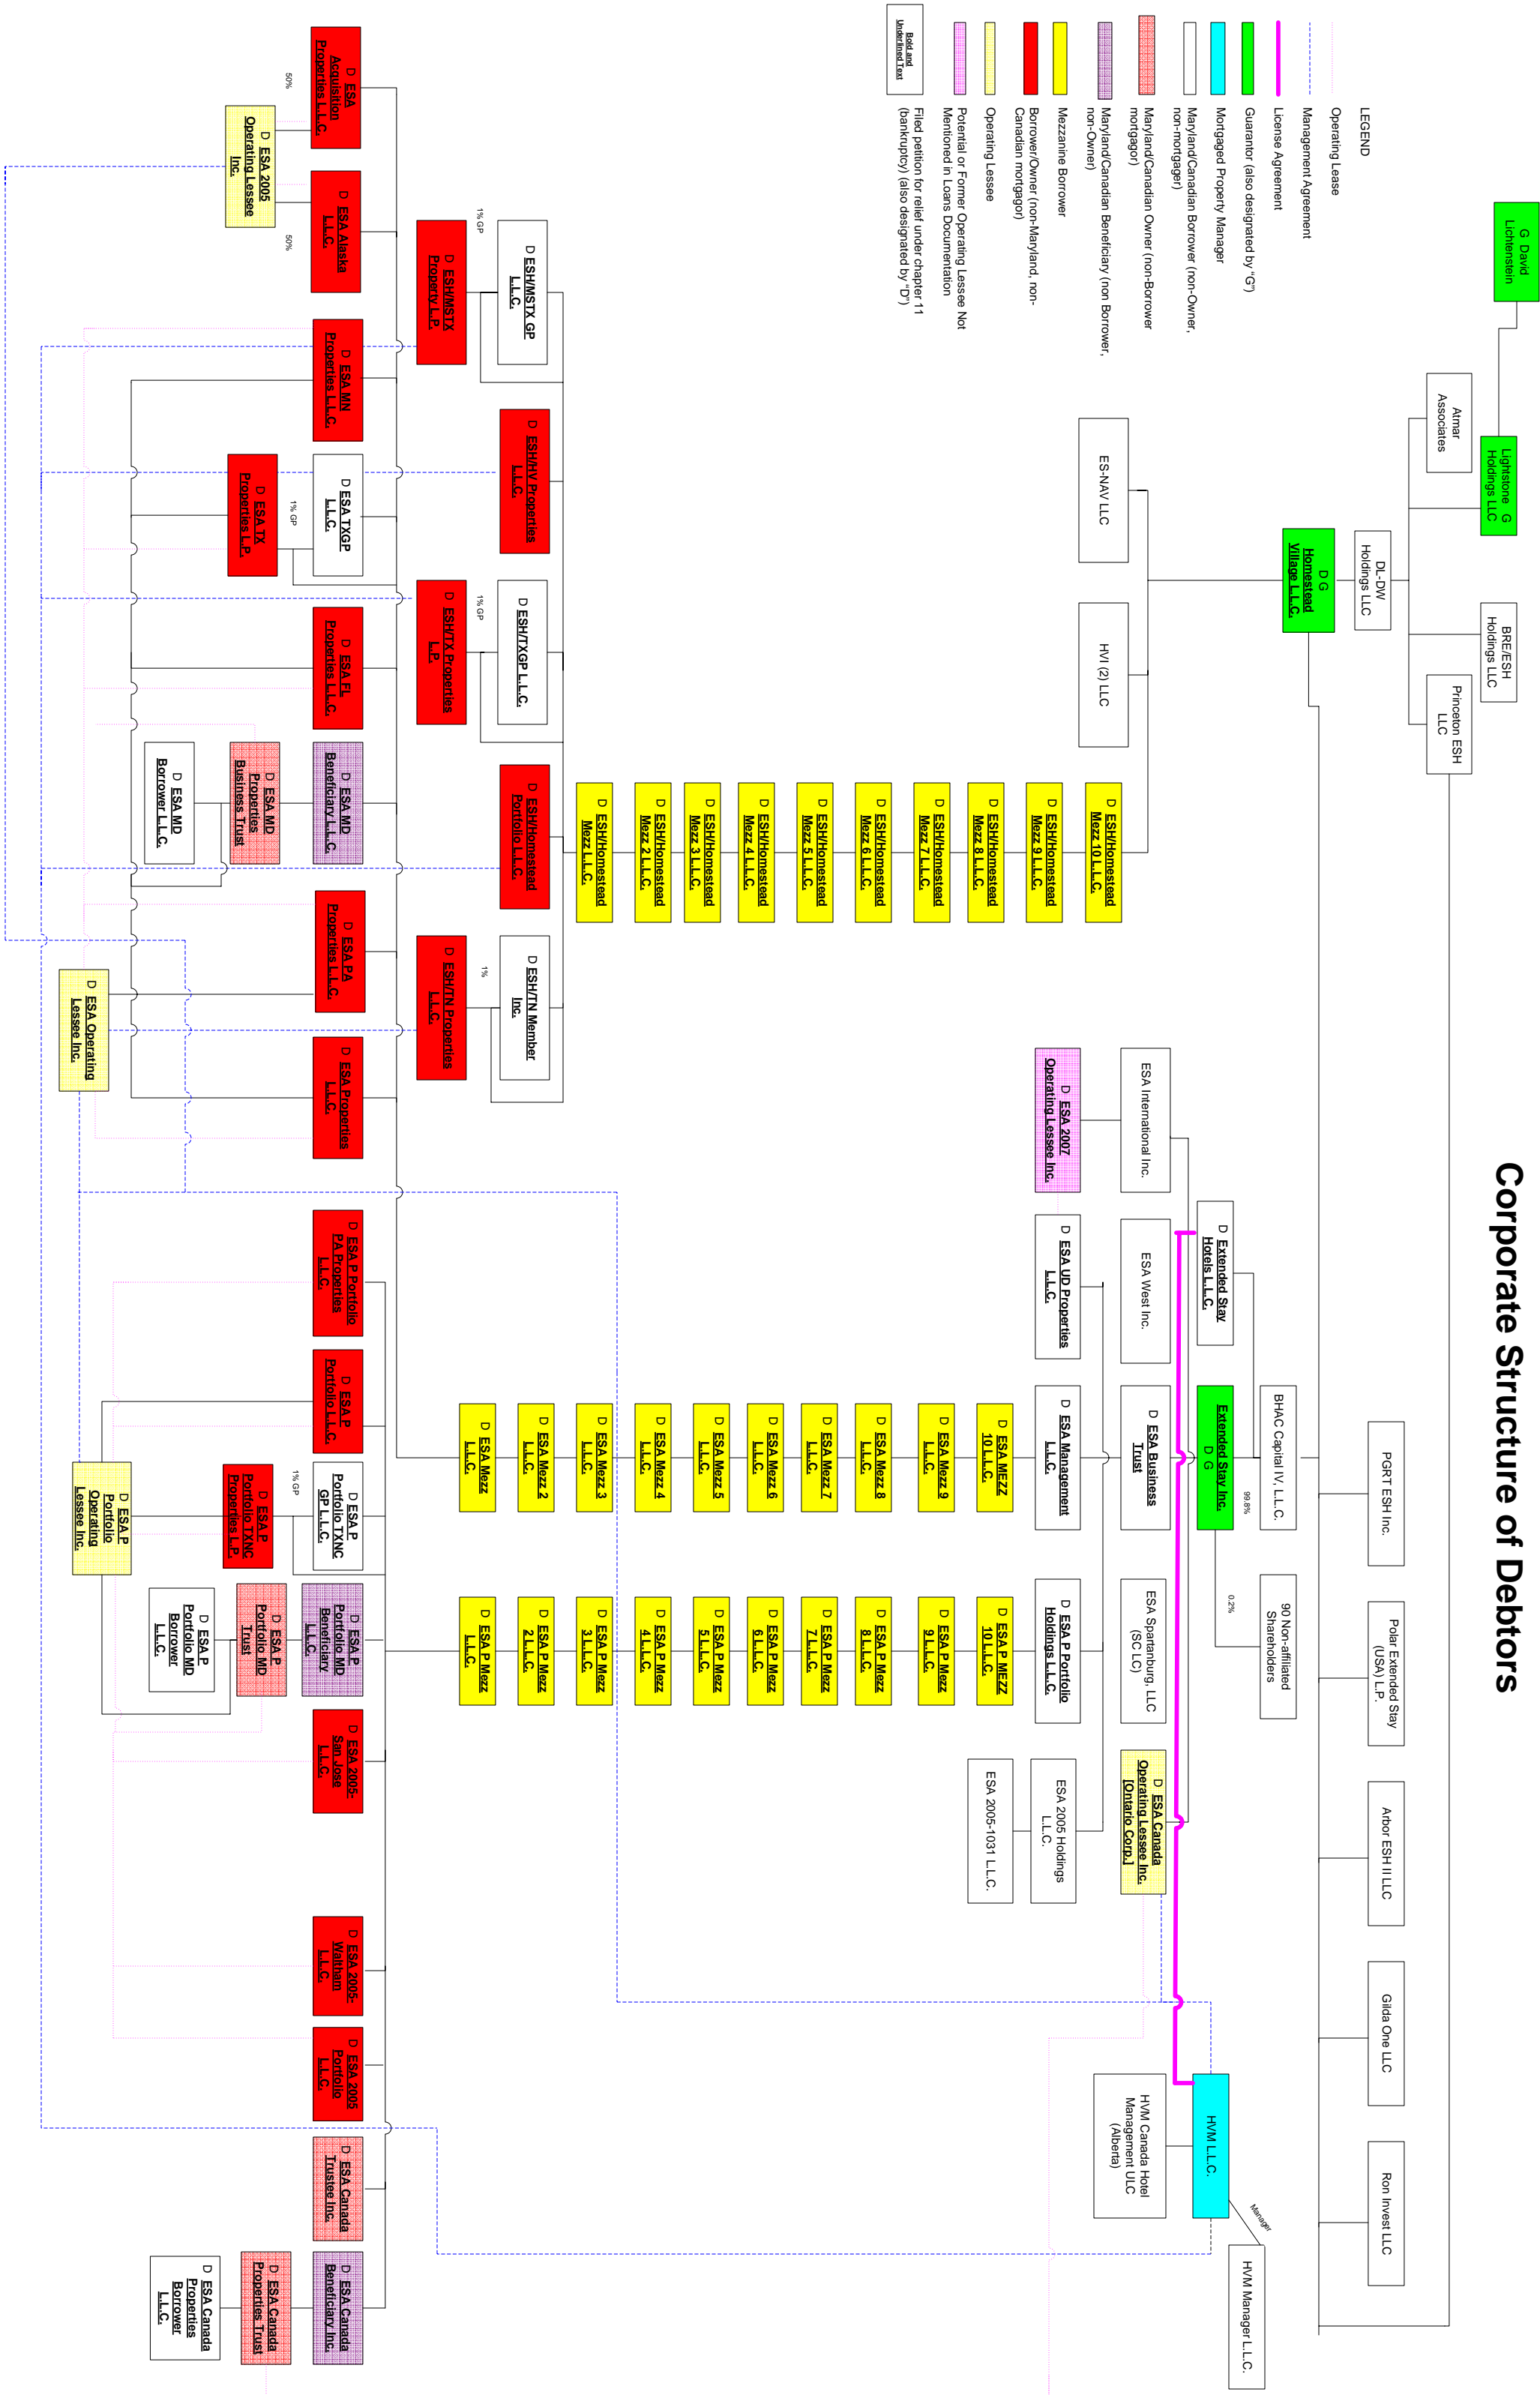 Corporate Structure of Debtors
LEGEND
Operating Lease
Management Agreement
License Agreement
Guarantor (also designated by “G”)
Mortgaged Property Manager
Maryland/Canadian Borrower (non-Owner,
non-mortgager)
Maryland/Canadian Owner (non-Borrower
mortgagor)
Maryland/Canadian Beneficiary (non Borrower,
non-Owner)
Mezzanine Borrower
Borrower/Owner (non-Maryland, non-
Canadian mortgagor)
Operating Lessee
Potential or Former Operating Lessee Not
Mentioned in Loans Documentation
Bold and
Underlined Text
Filed petition for relief under chapter 11
(bankruptcy) (also designated by “D”)
G David
Lichtenstein
Lightstone G
Holdings LLC
Atmar
Associates
BRE/ESH
Holdings LLC
Princeton ESH
LLC
DL-DW
Holdings LLC
D G
Homestead
Village L.L.C.
PGRT ESH Inc.
Polar Extended Stay
(USA) L.P.
Arbor ESH II LLC
Gilda One LLC
Ron Invest LLC
BHAC Capital IV, L.L.C.
90 Non-affiliated
Shareholders
99.8%
0.2%
D Extended Stay
Hotels L.L.C.
Extended Stay Inc.
D G
HVM L.L.C.
Manager
HVM Manager L.L.C.
HVM Canada Hotel
Management ULC
(Alberta)
ES-NAV LLC
HVI (2) LLC
ESA International Inc.
ESA West Inc.
D ESA Business
Trust
ESA Spartanburg, LLC
(SC LC)
D ESA Canada
Operating Lessee Inc.
[Ontario Corp.]
D ESA 2007
Operating Lessee Inc.
D ESA UD Properties
L.L.C.
D ESA Management
L.L.C.
D ESA P Portfolio
Holdings L.L.C.
ESA 2005 Holdings
L.L.C.
ESA 2005-1031 L.L.C.
D ESH/Homestead
Mezz 10 L.L.C.
D ESH/Homestead
Mezz 9 L.L.C.
D ESH/Homestead
Mezz 8 L.L.C.
D ESH/Homestead
Mezz 7 L.L.C.
D ESH/Homestead
Mezz 6 L.L.C.
D ESH/Homestead
Mezz 5 L.L.C.
D ESH/Homestead
Mezz 4 L.L.C.
D ESH/Homestead
Mezz 3 L.L.C.
D ESH/Homestead
Mezz 2 L.L.C.
D ESH/Homestead
Mezz L.L.C.
D ESA MEZZ
10 L.L.C.
D ESA Mezz 9
L.L.C.
D ESA Mezz 8
L.L.C.
D ESA Mezz 7
L.L.C.
D ESA Mezz 6
L.L.C.
D ESA Mezz 5
L.L.C.
D ESA Mezz 4
L.L.C.
D ESA Mezz 3
L.L.C.
D ESA Mezz 2
L.L.C.
D ESA Mezz
L.L.C.
D ESA P MEZZ
10 L.L.C.
D ESA P Mezz
9 L.L.C.
D ESA P Mezz
8 L.L.C.
D ESA P Mezz
7 L.L.C.
D ESA P Mezz
6 L.L.C.
D ESA P Mezz
5 L.L.C.
D ESA P Mezz
4 L.L.C.
D ESA P Mezz
3 L.L.C.
D ESA P Mezz
2 L.L.C.
D ESA P Mezz
L.L.C.
D ESH/MSTX GP
L.L.C.
1% GP
D ESH/MSTX
Property L.P.
D ESH/HV Properties
L.L.C.
D ESH/TXGP L.L.C.
1% GP
D ESH/TX Properties
L.P.
D ESH/Homestead
Portfolio L.L.C.
D ESH/TN Member
Inc.
1%
D ESH/TN Properties
L.L.C.
D ESA
Acquisition
Properties L.L.C.
50%
D ESA Alaska
L.L.C.
50%
D ESA 2005
Operating Lessee
Inc.
D ESA MN
Properties L.L.C.
D ESA TXGP
L.L.C.
1% GP
D ESA TX
Properties L.P.
D ESA FL
Properties L.L.C.
D ESA MD
Beneficiary L.L.C.
D ESA MD
Properties
Business Trust
D ESA MD
Borrower L.L.C.
D ESA PA
Properties L.L.C.
D ESA Properties
L.L.C.
D ESA Operating
Lessee Inc.
D ESA P Portfolio
PA Properties
L.L.C.
D ESA P
Portfolio L.L.C.
D ESA P
Portfolio TXNC
GP L.L.C.
1% GP
D ESA P
Portfolio TXNC
Properties L.P.
D ESA P
Portfolio
Operating
Lessee Inc.
D ESA P
Portfolio MD
Beneficiary
L.L.C.
D ESA P
Portfolio MD
Trust
D ESA P
Portfolio MD
Borrower
L.L.C.
D ESA 2005-
San Jose
L.L.C.
D ESA 2005-
Waltham
L.L.C.
D ESA 2005
Portfolio
L.L.C.
D ESA Canada
Trustee Inc.
D ESA Canada
Beneficiary Inc.
D ESA Canada
Properties Trust
D ESA Canada
Properties
Borrower
L.L.C.